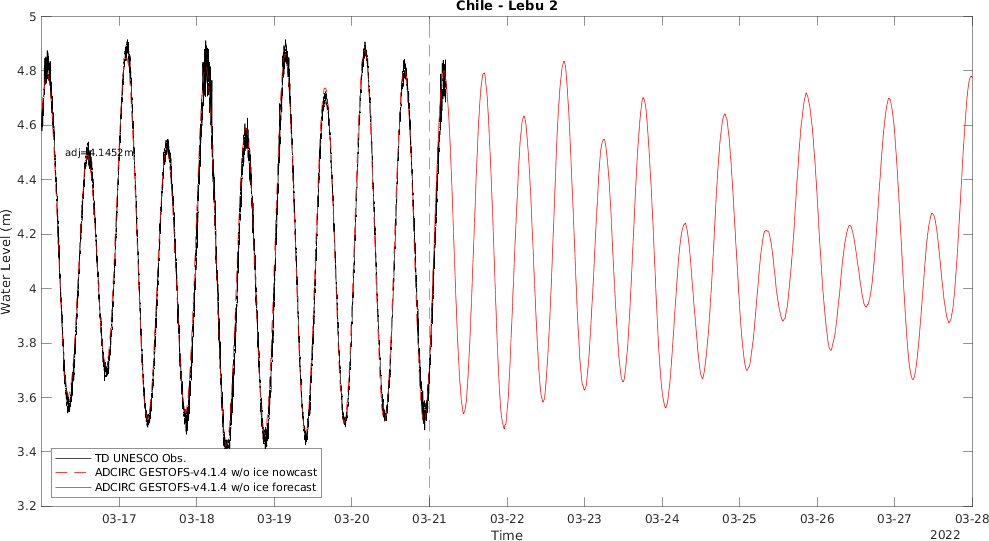 Chile - Lebu 2
5
4.8
4.6
4.4
4.2
4
3.8
3.6
3.4
3.2
Water Level (m)
adj=4.1452m
TD UNESCO Obs.
ADCIRC GESTOFS-v4.1.4 w/o ice nowcast
ADCIRC GESTOFS-v4.1.4 w/o ice forecast
03-17 03-18 03-19 03-20 03-21 03-22 03-23 03-24 03-25 03-26 03-27 03-28
Time
2022